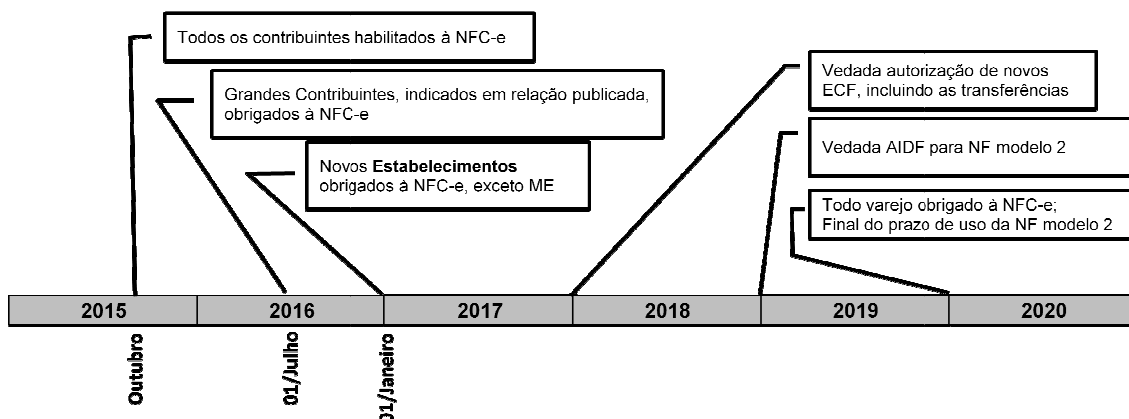 Todos os contribuintes habilitados à NFC-e
Grandes Contribuintes, indicados em relação publicada,
obrigados à NFC-e
Novos Estabelecimentos
obrigados à NFC-e, exceto ME
Vedada autorização de novos
ECF, incluindo as transferências
Vedada AIDF para NF modelo 2
Todo varejo obrigado à NFC-e;
Final do prazo de uso da NF modelo 2
2015
2016
2017
2018
2019
2020
Outubro
01/Julho
01/Janeiro